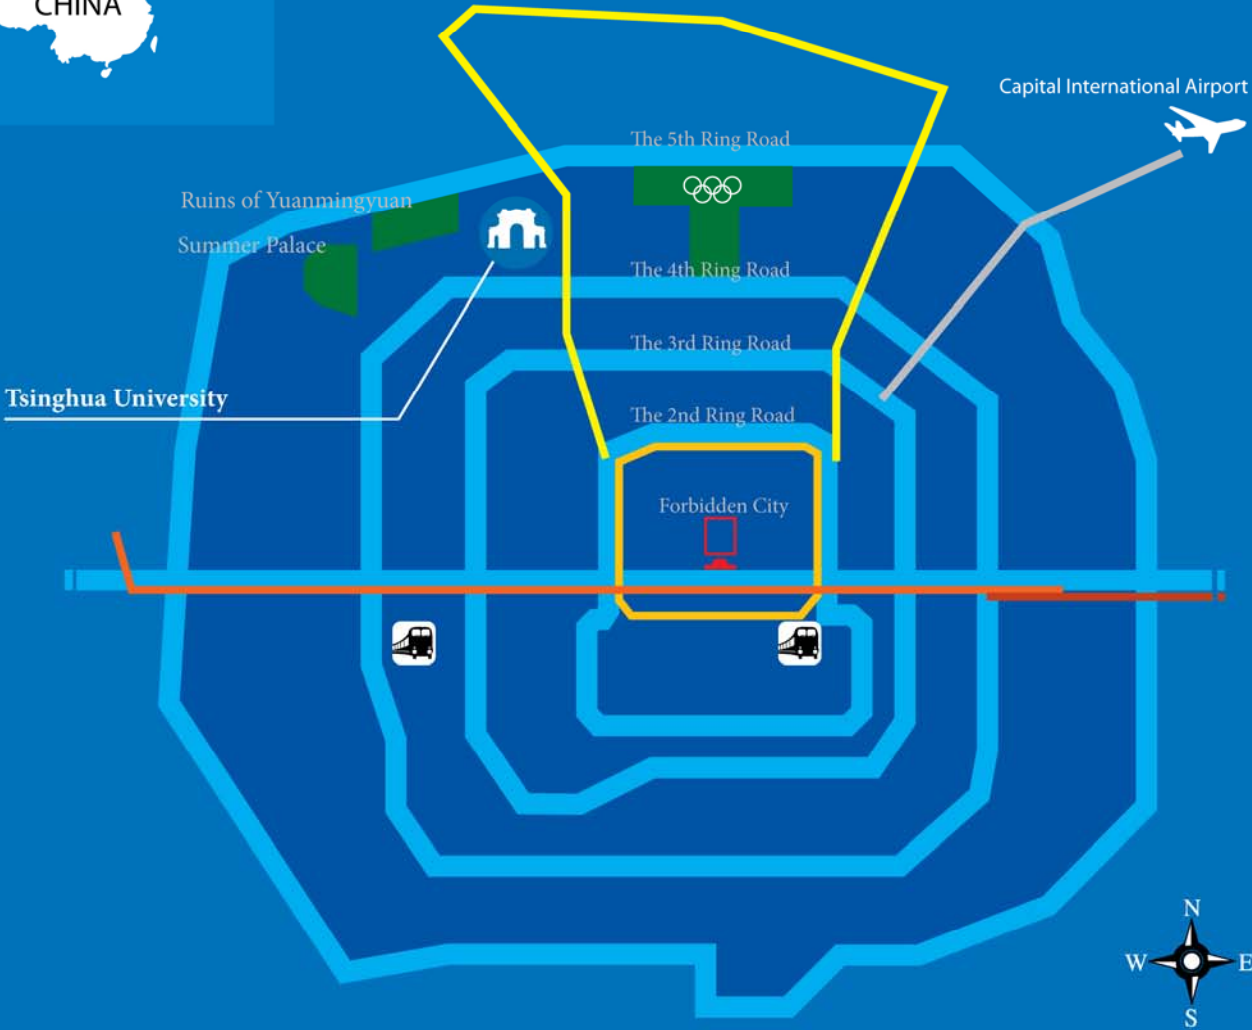 CHINA
Capital International Airport
The 5th Ring Road
Ruins of Yuanmingyuan
Summer Palace
The 4th Ring Road
The 3rd Ring Road
Tsinghua University
The 2nd Ring Road
Forbidden City
N
W E
S